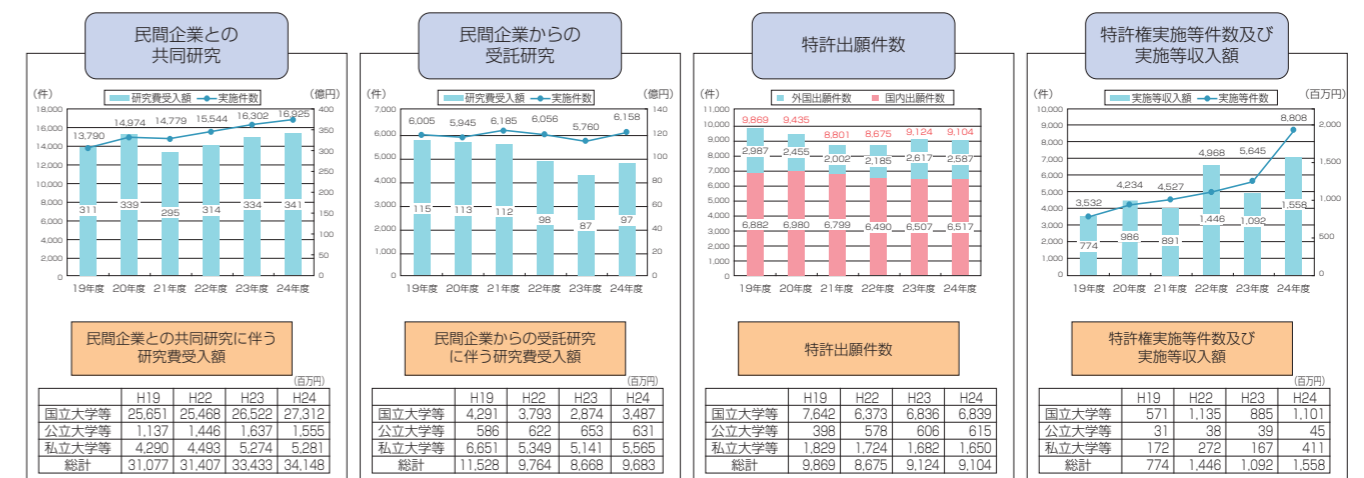 民間企業との
共同研究
(件)
(億円)
研究費受入額 実施件数
18,000
16,000
14,000
12,000
10,000
8,000
6,000
4,000
2,000
0
400
350
300
250
200
150
100
50
0
13,790 14,974 14,779 15,544 16,302 16,925
311 339 295 314 334 341
19年度 20年度 21年度 22年度 23年度 24年度
民間企業との共同研究に伴う
研究費受入額
(百万円)
H19 H22 H23 H24
国立大学等 25,651 25,468 26,522 27,312
公立大学等 1,137 1,446 1,637 1,555
私立大学等 4,290 4,493 5,274 5,281
総計 31,077 31,407 33,433 34,148
民間企業からの
受託研究
(件)
(億円)
研究費受入額 実施件数
7,000
6,000
5,000
4,000
3,000
2,000
1,000
0
140
120
100
80
60
40
20
0
6,005 5,945 6,185 6,056 5,760 6,158
115 113 112 98 87 97
19年度 20年度 21年度 22年度 23年度 24年度
民間企業からの受託研究
に伴う研究費受入額
(百万円)
H19 H22 H23 H24
国立大学等 4,291 3,793 2,874 3,487
公立大学等 586 622 653 631
私立大学等 6,651 5,349 5,141 5,565
総計 11,528 9,764 8,668 9,683
特許出願件数
(件)
外国出願件数 国内出願件数
11,000
10,000
9,000
8,000
7,000
6,000
5,000
4,000
3,000
2,000
1,000
0
9,869 9,435 8,801 8,675 9,124 9,104
2,987 2,455 2,002 2,185 2,617 2,587
6,882 6,980 6,799 6,490 6,507 6,517
19年度 20年度 21年度 22年度 23年度 24年度
特許出願件数
H19 H22 H23 H24
国立大学等 7,642 6,373 6,836 6,839
公立大学等 398 578 606 615
私立大学等 1,829 1,724 1,682 1,650
総計 9,869 8,675 9,124 9,104
特許権実施等件数及び
実施等収入額
(件)
(百万円)
実施等収入額 実施等件数
10,000
9,000
8,000
7,000
6,000
5,000
4,000
3,000
2,000
1,000
0
2,000
1,500
1,000
500
0
3,532 4,234 4,527 4,968 5,645 8,808
774 986 891 1,446 1,092 1,558
19年度 20年度 21年度 22年度 23年度 24年度
特許権実施等件数及び
実施等収入額
(百万円)
H19 H22 H23 H24
国立大学等 571 1,135 885 1,101
公立大学等 31 38 39 45
私立大学等 172 272 167 411
総計 774 1,446 1,092 1,558